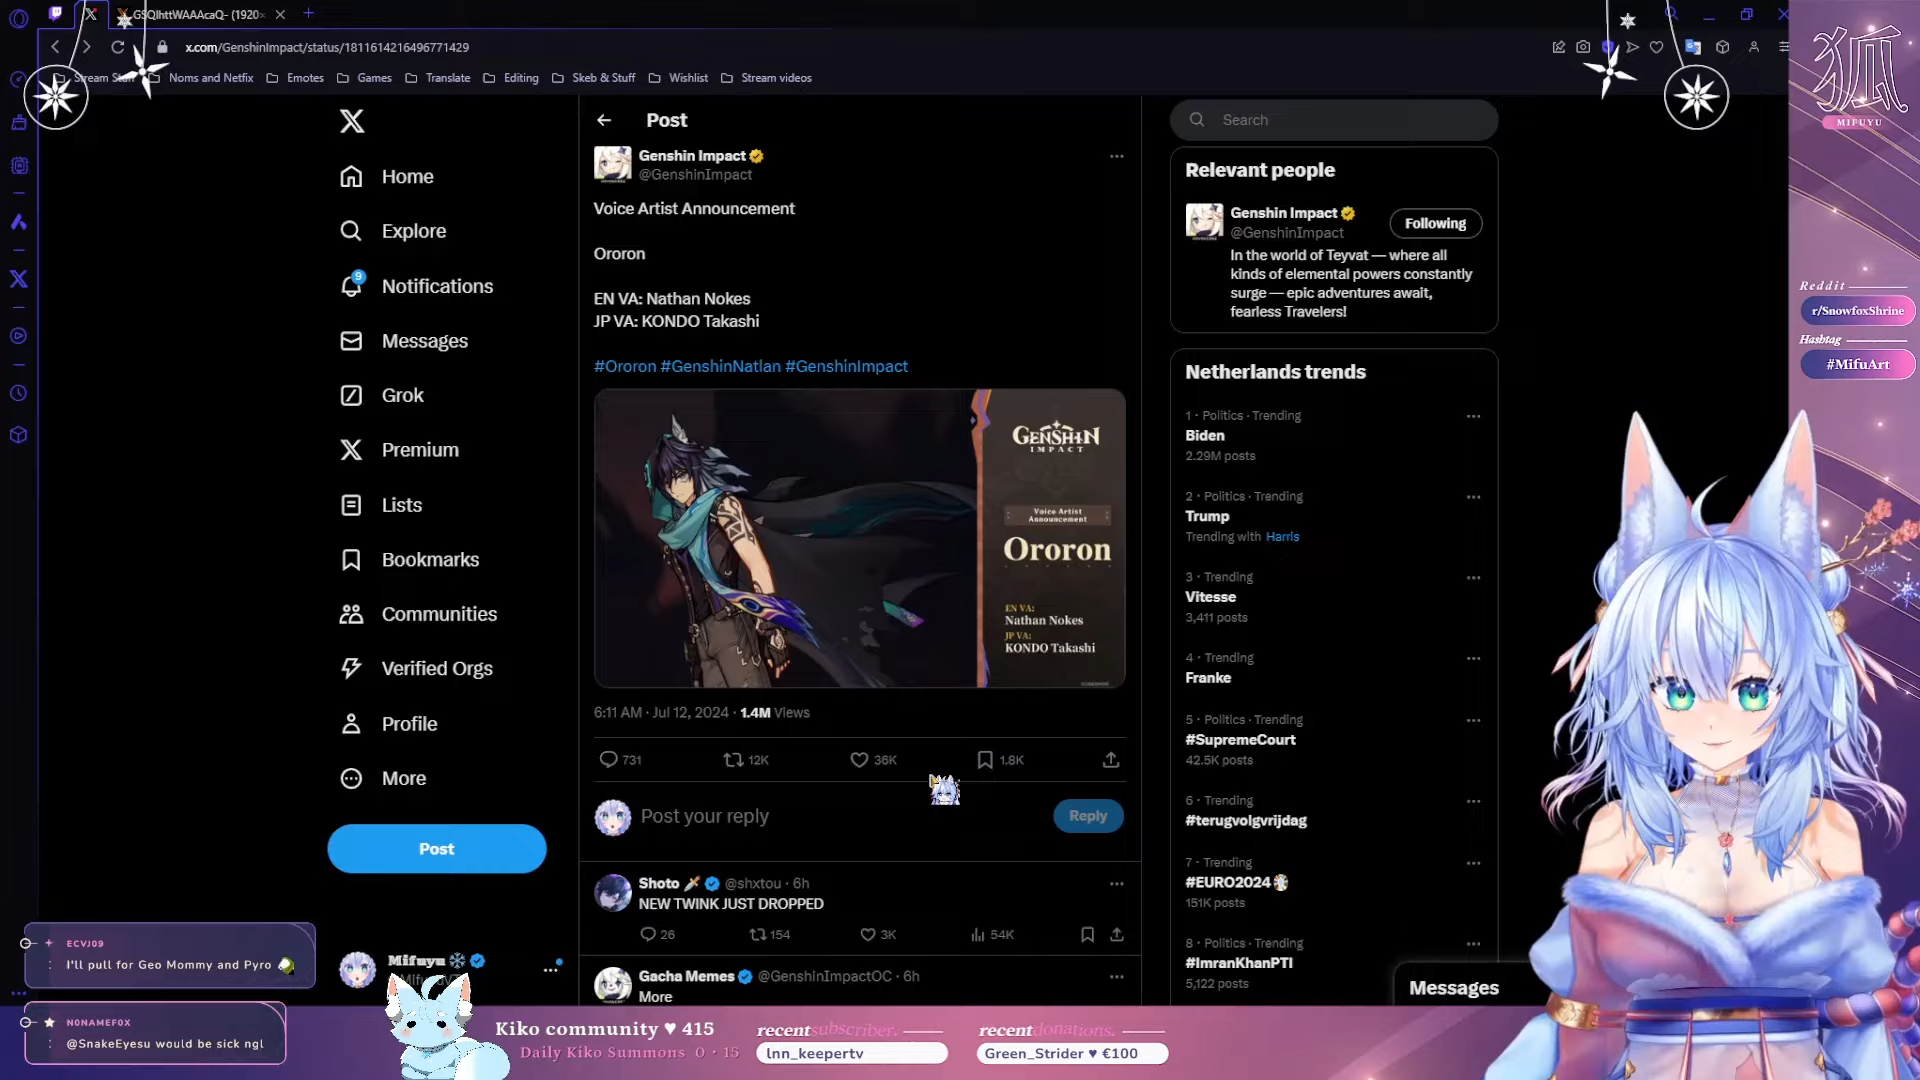 GSQlhttWAAAcaQ- (1920
x.com/GenshinImpact/status/1811614216496771429
Stream Stuff
Noms and Netfix
Emotes
Games
Translate
Editing
Skeb & Stuff
Wishlist
Stream videos
狐
MIFUYU
Home
Explore
9
Notifications
Messages
Grok
Premium
Lists
Bookmarks
Communities
Verified Orgs
Profile
More
Post
Mifuyu
Post
Genshin Impact
@GenshinImpact
Voice Artist Announcement
Ororon
EN VA: Nathan Nokes
JP VA: KONDO Takashi
#Ororon #GenshinNatlan #GenshinImpact
GENSHIN
IMPACT
Voice Artist
Announcement
Ororon
EN VA:
Nathan Nokes
JP VA:
KONDO Takashi
6:11 AM · Jul 12, 2024 · 1.4M Views
731
12K
36K
1.8K
Post your reply
Reply
Shoto @shxtou · 6h
NEW TWINK JUST DROPPED
26
154
3K
54K
Gacha Memes @GenshinImpactOC · 6h
More
Search
Relevant people
Genshin Impact
@GenshinImpact
Following
In the world of Teyvat — where all
kinds of elemental powers constantly
surge — epic adventures await,
fearless Travelers!
Netherlands trends
1 · Politics · Trending
Biden
2.29M posts
2 · Politics · Trending
Trump
Trending with Harris
3 · Trending
Vitesse
3,411 posts
4 · Trending
Franke
5 · Politics · Trending
#SupremeCourt
42.5K posts
6 · Trending
#terugvolgvrijdag
7 · Trending
#EURO2024
151K posts
8 · Politics · Trending
#ImranKhanPTI
5,122 posts
Messages
Reddit
r/SnowfoxShrine
Hashtag
#MifuArt
ECVJ09
I'll pull for Geo Mommy and Pyro
N0NAMEF0X
@SnakeEyesu would be sick ngl
Kiko community ♥ 415
Daily Kiko Summons 0 · 15
recentsubscriber.
lnn_keepertv
recentdonations.
Green_Strider ♥ €100